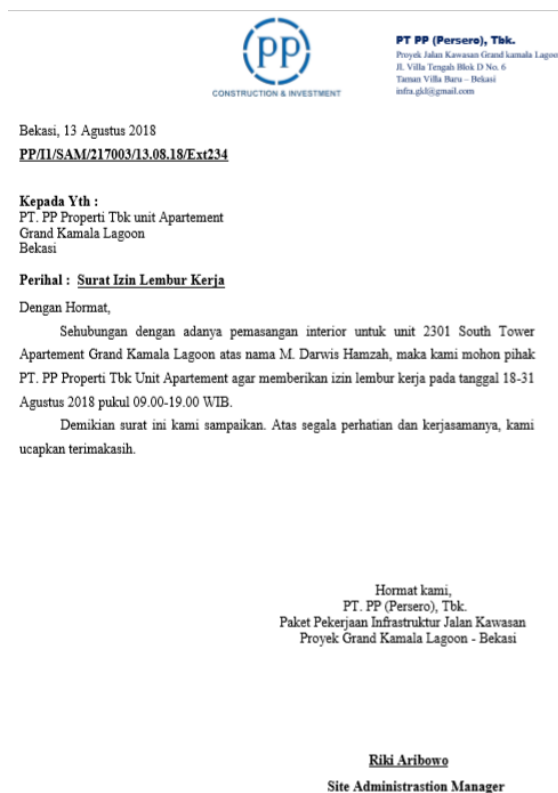 PP
CONSTRUCTION & INVESTMENT
PT PP (Persero), Tbk.
Proyek Jalan Kawasan Grand kamala Lagoo
Jl. Villa Tengah Blok D No. 6
Taman Villa Baru – Bekasi
infra.gkl@gmail.com
Bekasi, 13 Agustus 2018
PP/I1/SAM/217003/13.08.18/Ext234
Kepada Yth :
PT. PP Properti Tbk unit Apartement
Grand Kamala Lagoon
Bekasi
Perihal : Surat Izin Lembur Kerja
Dengan Hormat,
Sehubungan dengan adanya pemasangan interior untuk unit 2301 South Tower
Apartement Grand Kamala Lagoon atas nama M. Darwis Hamzah, maka kami mohon pihak
PT. PP Properti Tbk Unit Apartement agar memberikan izin lembur kerja pada tanggal 18-31
Agustus 2018 pukul 09.00-19.00 WIB.
Demikian surat ini kami sampaikan. Atas segala perhatian dan kerjasamanya, kami
ucapkan terimakasih.
Hormat kami,
PT. PP (Persero), Tbk.
Paket Pekerjaan Infrastruktur Jalan Kawasan
Proyek Grand Kamala Lagoon - Bekasi
Riki Aribowo
Site Administrastion Manager